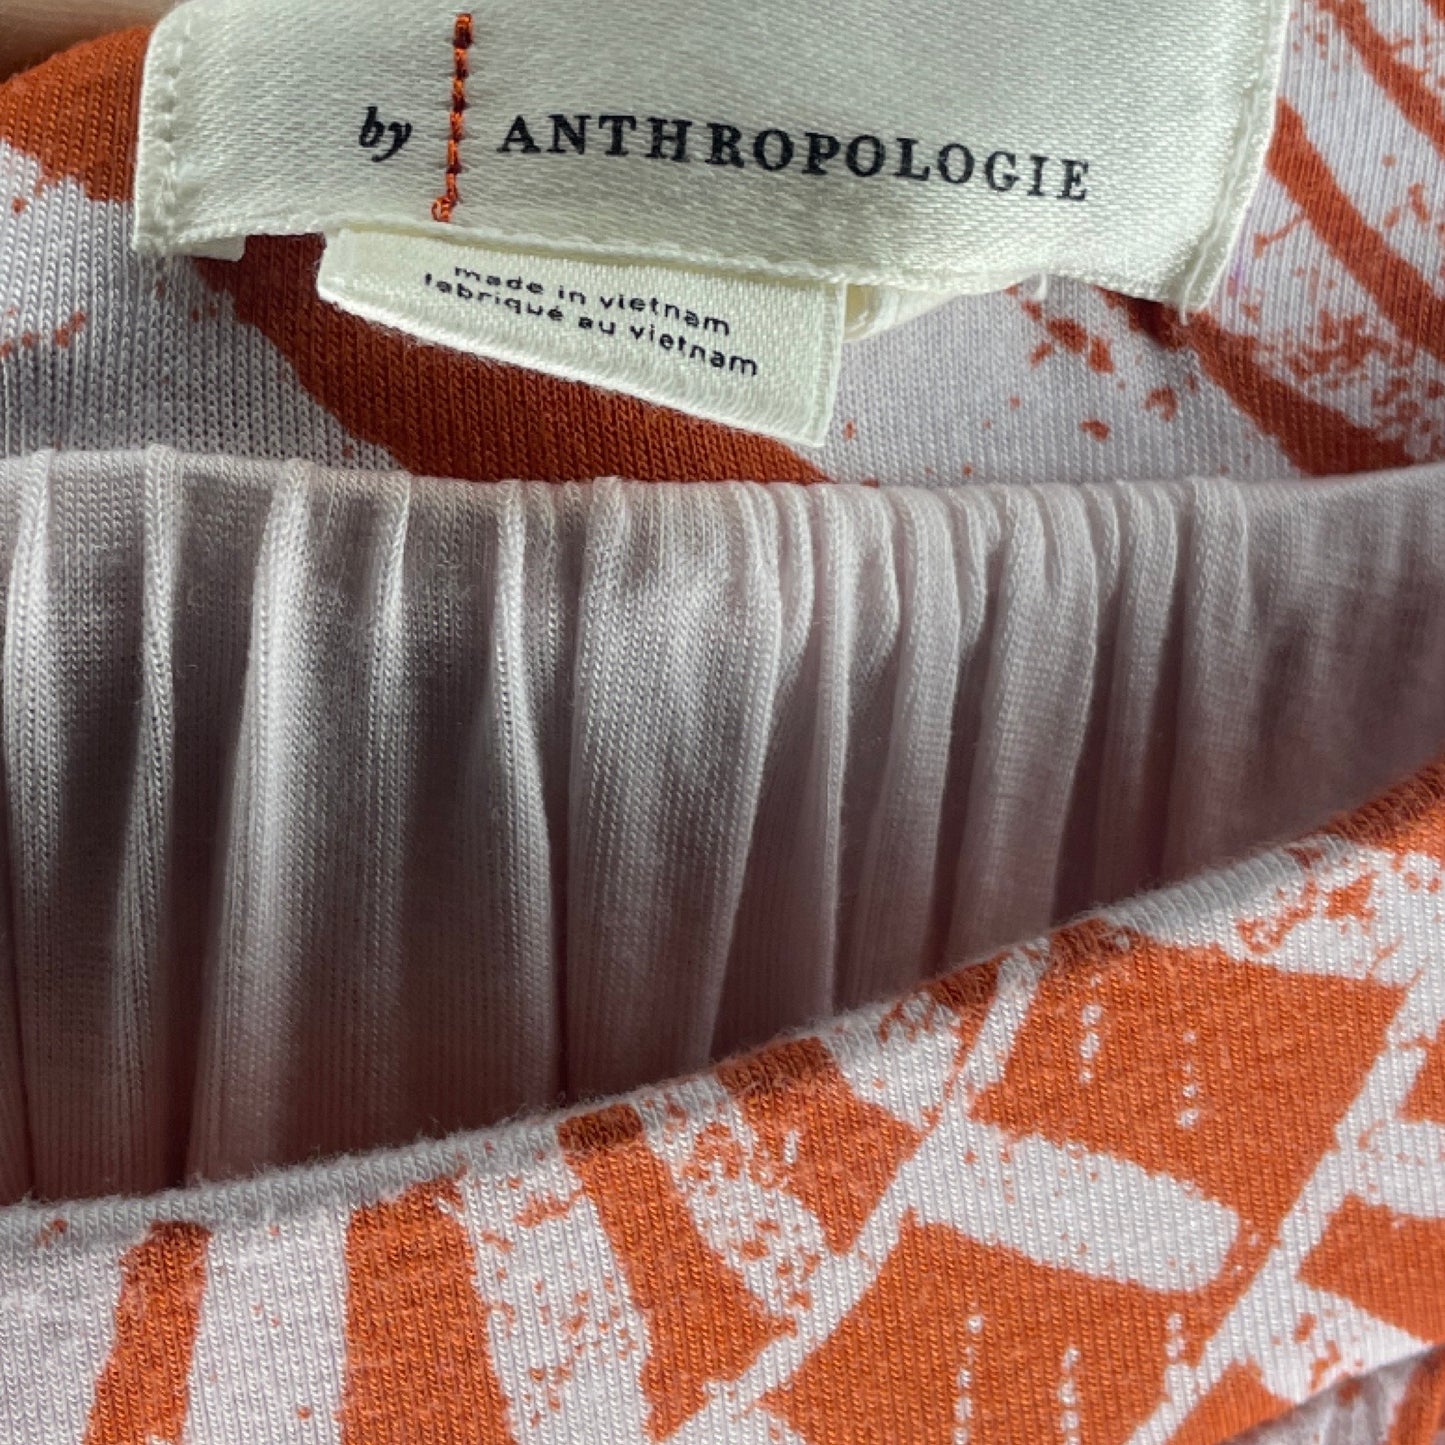 by ANTHROPOLOGIE
made in vietnam
fabriqué au vietnam